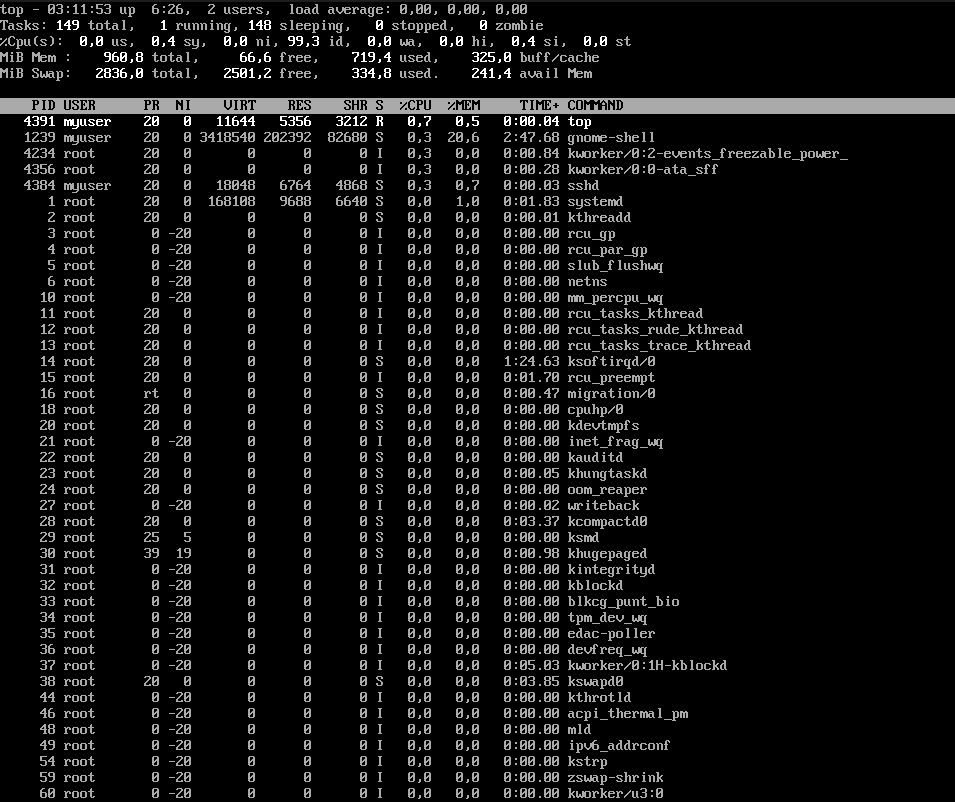 top - 03:11:53 up  6:26,  2 users,  load average: 0,00, 0,00, 0,00
Tasks: 149 total,   1 running, 148 sleeping,   0 stopped,   0 zombie
%Cpu(s):  0,0 us,  0,4 sy,  0,0 ni, 99,3 id,  0,0 wa,  0,0 hi,  0,4 si,  0,0 st
MiB Mem :    960,8 total,     66,6 free,    719,4 used,    325,0 buff/cache
MiB Swap:   2836,0 total,   2501,2 free,    334,8 used.    241,4 avail Mem
PID USER      PR  NI    VIRT    RES    SHR S  %CPU  %MEM     TIME+ COMMAND
4391 myuser    20   0   11644   5356   3212 R   0,7   0,5   0:00.04 top
1239 myuser    20   0 3418540 202392  82680 S   0,3  20,6   2:47.68 gnome-shell
4234 root      20   0       0      0      0 I   0,3   0,0   0:00.84 kworker/0:2-events_freezable_power_
4356 root      20   0       0      0      0 I   0,3   0,0   0:00.28 kworker/0:0-ata_sff
4384 myuser    20   0   18048   6764   4868 S   0,3   0,7   0:00.03 sshd
1 root      20   0  168108   9688   6640 S   0,0   1,0   0:01.83 systemd
2 root      20   0       0      0      0 S   0,0   0,0   0:00.01 kthreadd
3 root       0 -20       0      0      0 I   0,0   0,0   0:00.00 rcu_gp
4 root       0 -20       0      0      0 I   0,0   0,0   0:00.00 rcu_par_gp
5 root       0 -20       0      0      0 I   0,0   0,0   0:00.00 slub_flushwq
6 root       0 -20       0      0      0 I   0,0   0,0   0:00.00 netns
10 root       0 -20       0      0      0 I   0,0   0,0   0:00.00 mm_percpu_wq
11 root      20   0       0      0      0 I   0,0   0,0   0:00.00 rcu_tasks_kthread
12 root      20   0       0      0      0 I   0,0   0,0   0:00.00 rcu_tasks_rude_kthread
13 root      20   0       0      0      0 I   0,0   0,0   0:00.00 rcu_tasks_trace_kthread
14 root      20   0       0      0      0 S   0,0   0,0   1:24.63 ksoftirqd/0
15 root      20   0       0      0      0 I   0,0   0,0   0:01.70 rcu_preempt
16 root      rt   0       0      0      0 S   0,0   0,0   0:00.47 migration/0
18 root      20   0       0      0      0 S   0,0   0,0   0:00.00 cpuhp/0
20 root      20   0       0      0      0 S   0,0   0,0   0:00.00 kdevtmpfs
21 root       0 -20       0      0      0 I   0,0   0,0   0:00.00 inet_frag_wq
22 root      20   0       0      0      0 S   0,0   0,0   0:00.00 kauditd
23 root      20   0       0      0      0 S   0,0   0,0   0:00.05 khungtaskd
24 root      20   0       0      0      0 S   0,0   0,0   0:00.00 oom_reaper
27 root       0 -20       0      0      0 I   0,0   0,0   0:00.02 writeback
28 root      20   0       0      0      0 S   0,0   0,0   0:03.37 kcompactd0
29 root      25   5       0      0      0 S   0,0   0,0   0:00.00 ksmd
30 root      39  19       0      0      0 S   0,0   0,0   0:00.98 khugepaged
31 root       0 -20       0      0      0 I   0,0   0,0   0:00.00 kintegrityd
32 root       0 -20       0      0      0 I   0,0   0,0   0:00.00 kblockd
33 root       0 -20       0      0      0 I   0,0   0,0   0:00.00 blkcg_punt_bio
34 root       0 -20       0      0      0 I   0,0   0,0   0:00.00 tpm_dev_wq
35 root       0 -20       0      0      0 I   0,0   0,0   0:00.00 edac-poller
36 root       0 -20       0      0      0 I   0,0   0,0   0:00.00 devfreq_wq
37 root       0 -20       0      0      0 I   0,0   0,0   0:05.03 kworker/0:1H-kblockd
38 root      20   0       0      0      0 S   0,0   0,0   0:03.85 kswapd0
44 root       0 -20       0      0      0 I   0,0   0,0   0:00.00 kthrotld
46 root       0 -20       0      0      0 I   0,0   0,0   0:00.00 acpi_thermal_pm
48 root       0 -20       0      0      0 I   0,0   0,0   0:00.00 mld
49 root       0 -20       0      0      0 I   0,0   0,0   0:00.00 ipv6_addrconf
54 root       0 -20       0      0      0 I   0,0   0,0   0:00.00 kstrp
59 root       0 -20       0      0      0 I   0,0   0,0   0:00.00 zswap-shrink
60 root       0 -20       0      0      0 I   0,0   0,0   0:00.00 kworker/u3:0